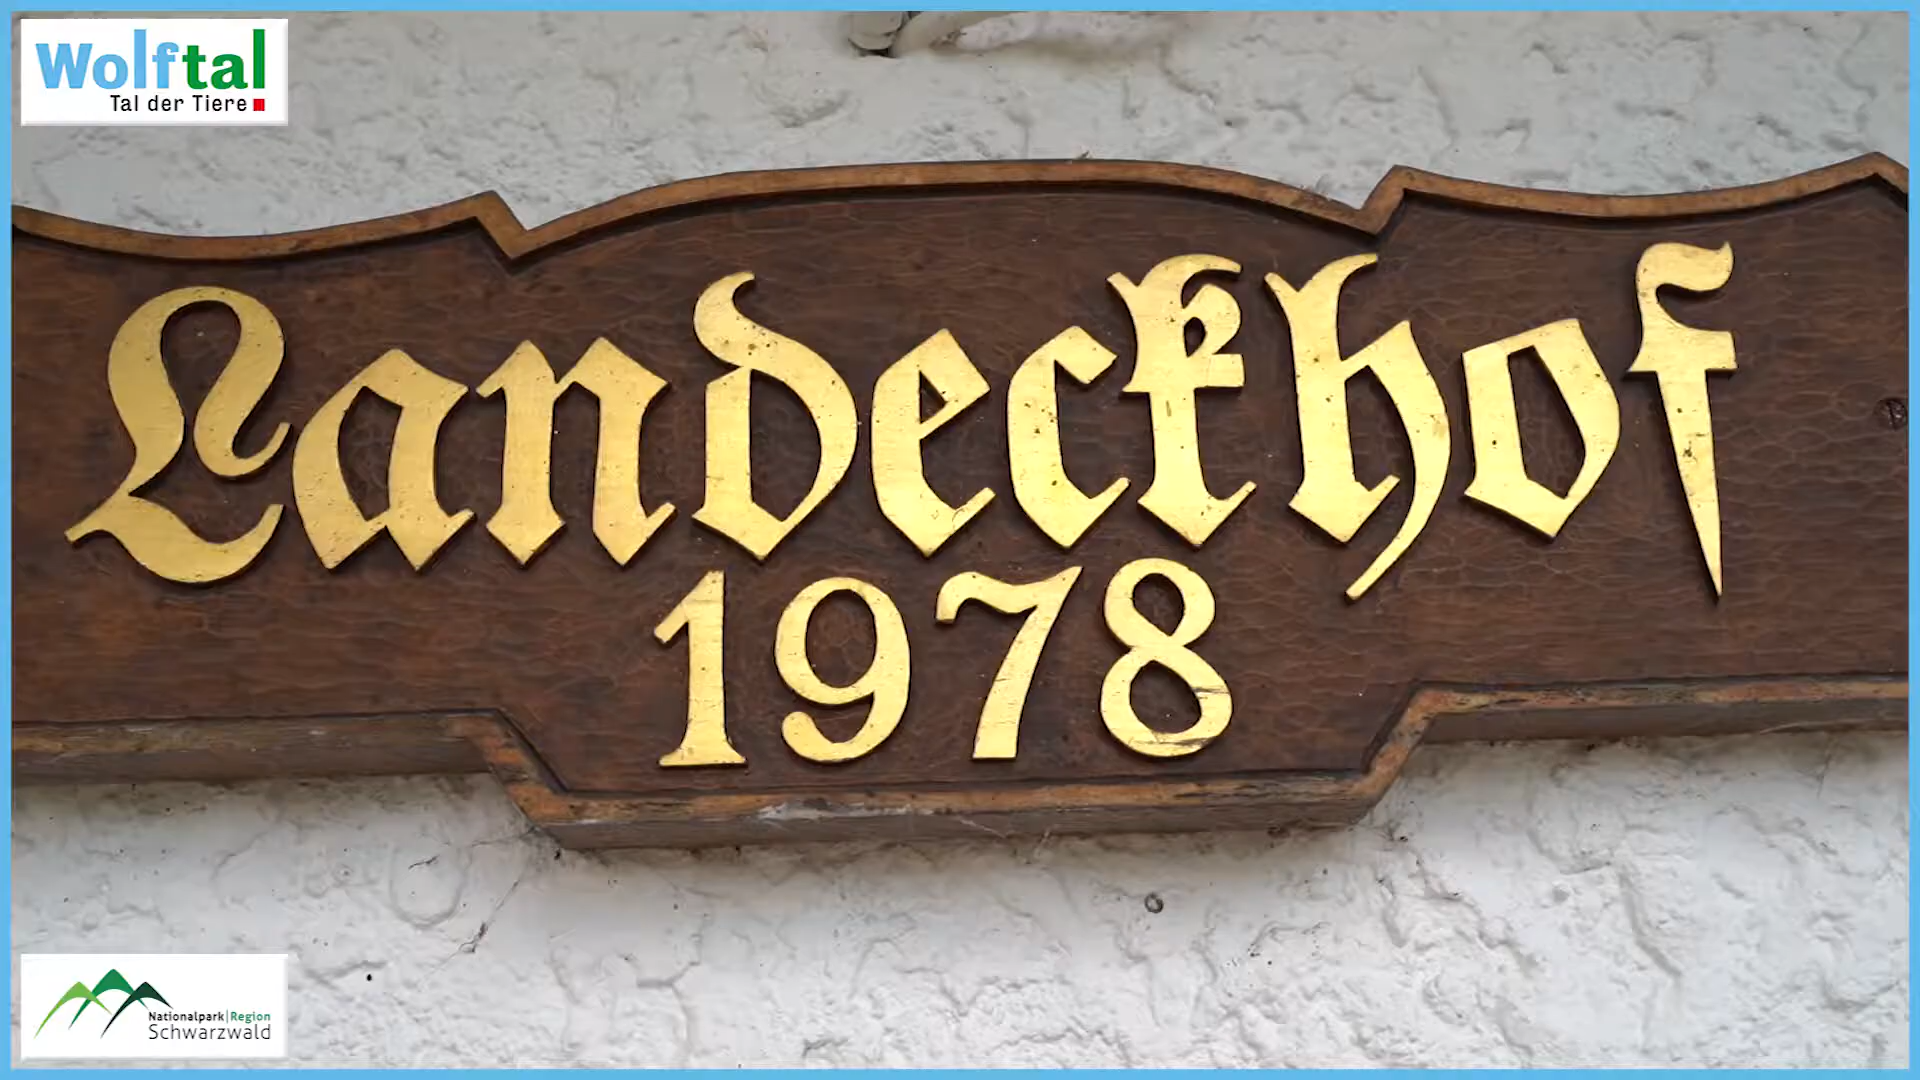 Wolftal
Tal der Tiere
Landeckhof
1978
Nationalpark|Region
Schwarzwald